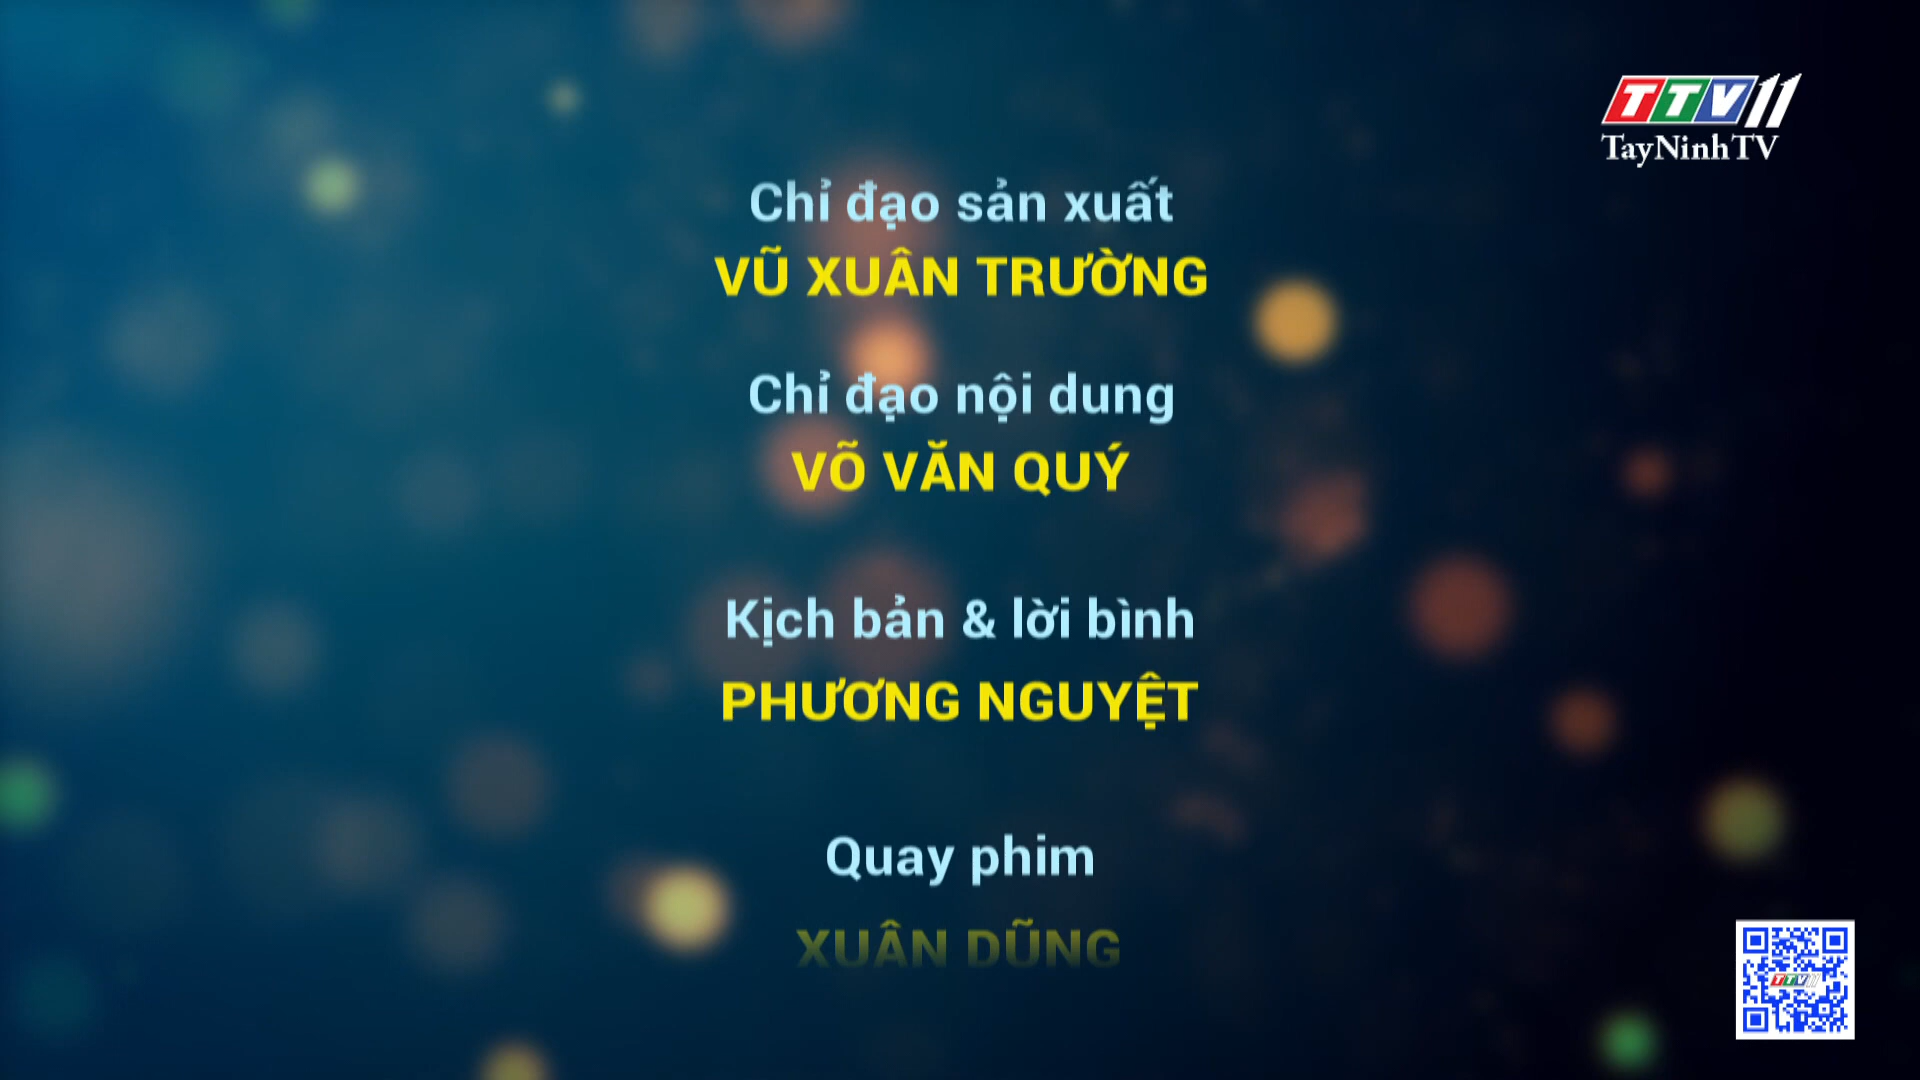 TTV11
TayNinhTV
Chỉ đạo sản xuất
VŨ XUÂN TRƯỜNG
Chỉ đạo nội dung
VÕ VĂN QUÝ
Kịch bản & lời bình
PHƯƠNG NGUYỆT
Quay phim
XUÂN DŨNG
TTV11